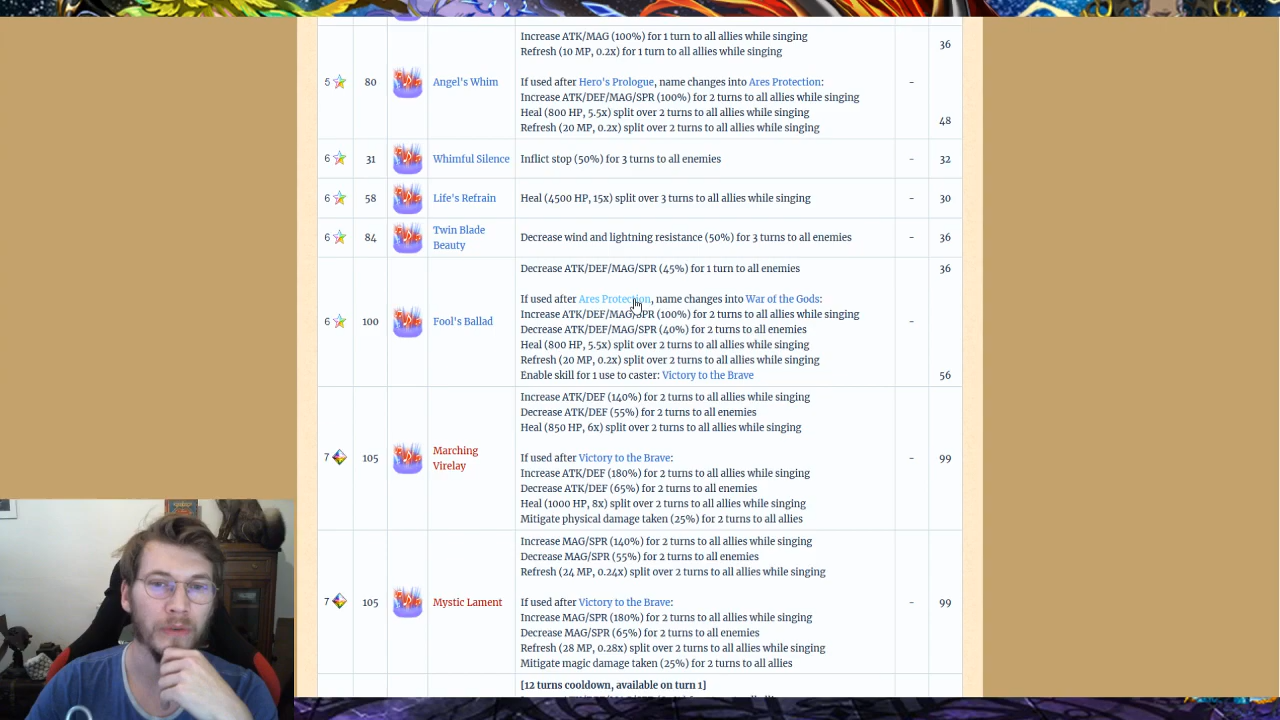 Increase ATK/MAG (100%) for 1 turn to all allies while singing
Refresh (10 MP, 0.2x) for 1 turn to all allies while singing
36
5 80 Angel's Whim
If used after Hero's Prologue, name changes into Ares Protection:
-
Increase ATK/DEF/MAG/SPR (100%) for 2 turns to all allies while singing
Heal (800 HP, 5.5x) split over 2 turns to all allies while singing
48
Refresh (20 MP, 0.2x) split over 2 turns to all allies while singing
6 31 Whimful Silence Inflict stop (50%) for 3 turns to all enemies - 32
6 58 Life's Refrain Heal (4500 HP, 15x) split over 3 turns to all allies while singing - 30
6 84 Twin Blade Beauty Decrease wind and lightning resistance (50%) for 3 turns to all enemies - 36
Decrease ATK/DEF/MAG/SPR (45%) for 1 turn to all enemies 36
If used after Ares Protection, name changes into War of the Gods:
Increase ATK/DEF/MAG/SPR (100%) for 2 turns to all allies while singing
6 100 Fool's Ballad -
Decrease ATK/DEF/MAG/SPR (40%) for 2 turns to all enemies
Heal (800 HP, 5.5x) split over 2 turns to all allies while singing
Refresh (20 MP, 0.2x) split over 2 turns to all allies while singing
Enable skill for 1 use to caster: Victory to the Brave 56
Increase ATK/DEF (140%) for 2 turns to all allies while singing
Decrease ATK/DEF (55%) for 2 turns to all enemies
Heal (850 HP, 6x) split over 2 turns to all allies while singing
7 105 Marching Virelay If used after Victory to the Brave: - 99
Increase ATK/DEF (180%) for 2 turns to all allies while singing
Decrease ATK/DEF (65%) for 2 turns to all enemies
Heal (1000 HP, 8x) split over 2 turns to all allies while singing
Mitigate physical damage taken (25%) for 2 turns to all allies
Increase MAG/SPR (140%) for 2 turns to all allies while singing
Decrease MAG/SPR (55%) for 2 turns to all enemies
Refresh (24 MP, 0.24x) split over 2 turns to all allies while singing
7 105 Mystic Lament If used after Victory to the Brave: - 99
Increase MAG/SPR (180%) for 2 turns to all allies while singing
Decrease MAG/SPR (65%) for 2 turns to all enemies
Refresh (28 MP, 0.28x) split over 2 turns to all allies while singing
Mitigate magic damage taken (25%) for 2 turns to all allies
[12 turns cooldown, available on turn 1]